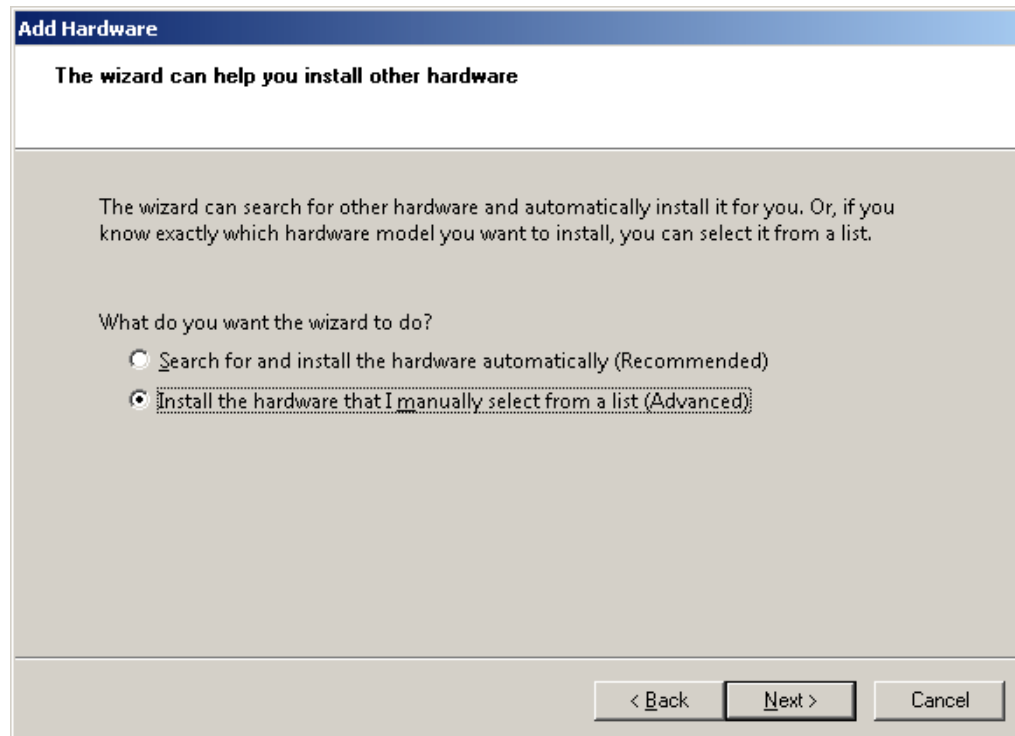 Add Hardware
The wizard can help you install other hardware
The wizard can search for other hardware and automatically install it for you. Or, if you
know exactly which hardware model you want to install, you can select it from a list.
What do you want the wizard to do?
Search for and install the hardware automatically (Recommended)
Install the hardware that I manually select from a list (Advanced)
< Back Next > Cancel